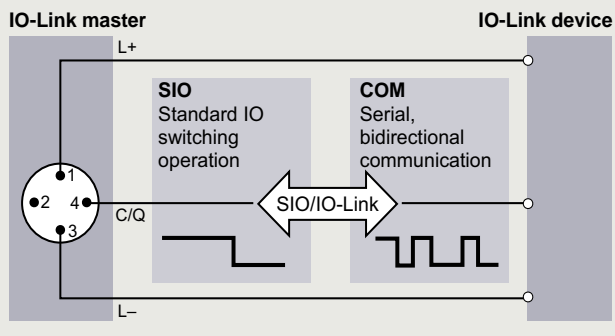 IO-Link master
IO-Link device
L+
SIO
Standard IO
switching
operation
COM
Serial,
bidirectional
communication
1
2
4
3
C/Q
SIO/IO-Link
L–